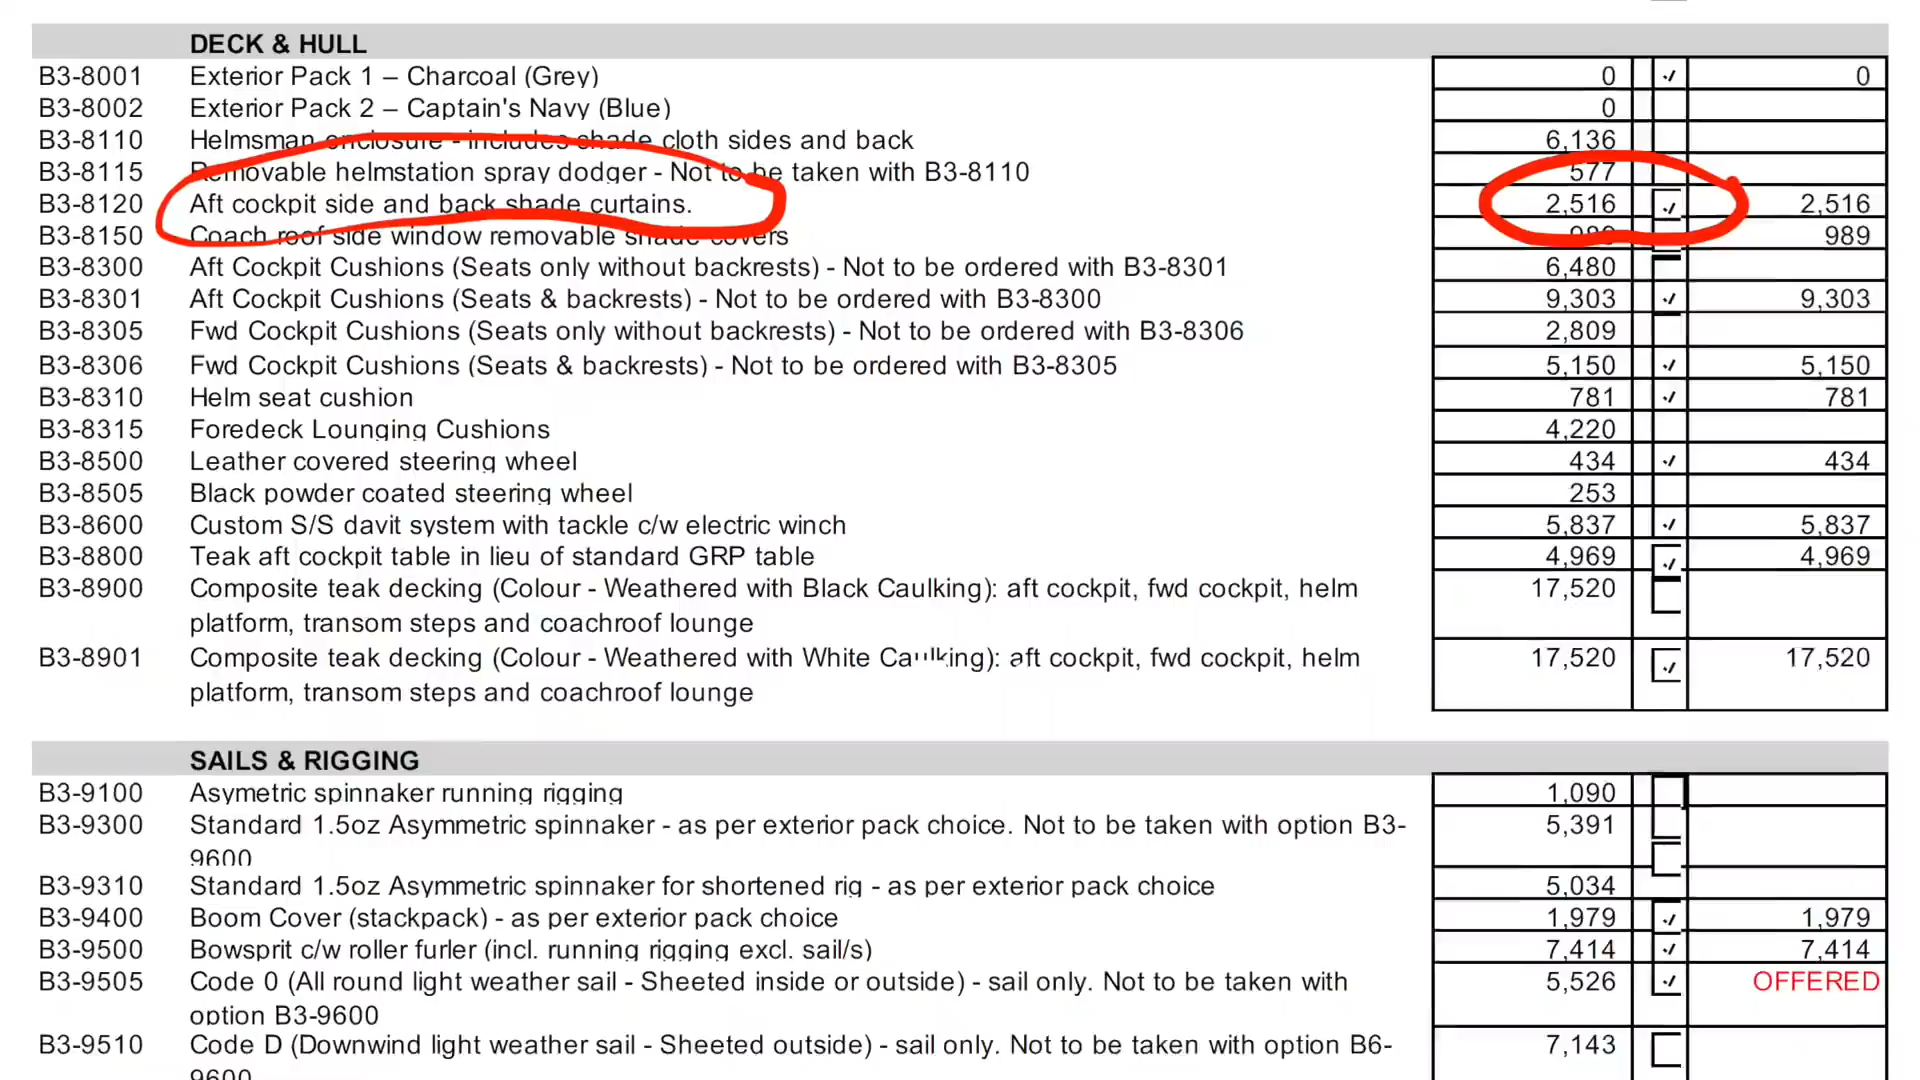 DECK & HULL
B3-8001 Exterior Pack 1 – Charcoal (Grey) 0 ✓ 0
B3-8002 Exterior Pack 2 – Captain's Navy (Blue) 0
B3-8110 Helmsman enclosure - includes shade cloth sides and back 6,136
B3-8115 Removable helmstation spray dodger - Not to be taken with B3-8110 577
B3-8120 Aft cockpit side and back shade curtains. 2,516 ✓ 2,516
B3-8150 Coach roof side window removable shade covers 989 989
B3-8300 Aft Cockpit Cushions (Seats only without backrests) - Not to be ordered with B3-8301 6,480
B3-8301 Aft Cockpit Cushions (Seats & backrests) - Not to be ordered with B3-8300 9,303 ✓ 9,303
B3-8305 Fwd Cockpit Cushions (Seats only without backrests) - Not to be ordered with B3-8306 2,809
B3-8306 Fwd Cockpit Cushions (Seats & backrests) - Not to be ordered with B3-8305 5,150 ✓ 5,150
B3-8310 Helm seat cushion 781 ✓ 781
B3-8315 Foredeck Lounging Cushions 4,220
B3-8500 Leather covered steering wheel 434 ✓ 434
B3-8505 Black powder coated steering wheel 253
B3-8600 Custom S/S davit system with tackle c/w electric winch 5,837 ✓ 5,837
B3-8800 Teak aft cockpit table in lieu of standard GRP table 4,969 ✓ 4,969
B3-8900 Composite teak decking (Colour - Weathered with Black Caulking): aft cockpit, fwd cockpit, helm 17,520
platform, transom steps and coachroof lounge
B3-8901 Composite teak decking (Colour - Weathered with White Caulking): aft cockpit, fwd cockpit, helm 17,520 ✓ 17,520
platform, transom steps and coachroof lounge
SAILS & RIGGING
B3-9100 Asymetric spinnaker running rigging 1,090
B3-9300 Standard 1.5oz Asymmetric spinnaker - as per exterior pack choice. Not to be taken with option B3- 5,391
9600
B3-9310 Standard 1.5oz Asymmetric spinnaker for shortened rig - as per exterior pack choice 5,034
B3-9400 Boom Cover (stackpack) - as per exterior pack choice 1,979 ✓ 1,979
B3-9500 Bowsprit c/w roller furler (incl. running rigging excl. sail/s) 7,414 ✓ 7,414
B3-9505 Code 0 (All round light weather sail - Sheeted inside or outside) - sail only. Not to be taken with 5,526 ✓ OFFERED
option B3-9600
B3-9510 Code D (Downwind light weather sail - Sheeted outside) - sail only. Not to be taken with option B6- 7,143
9600